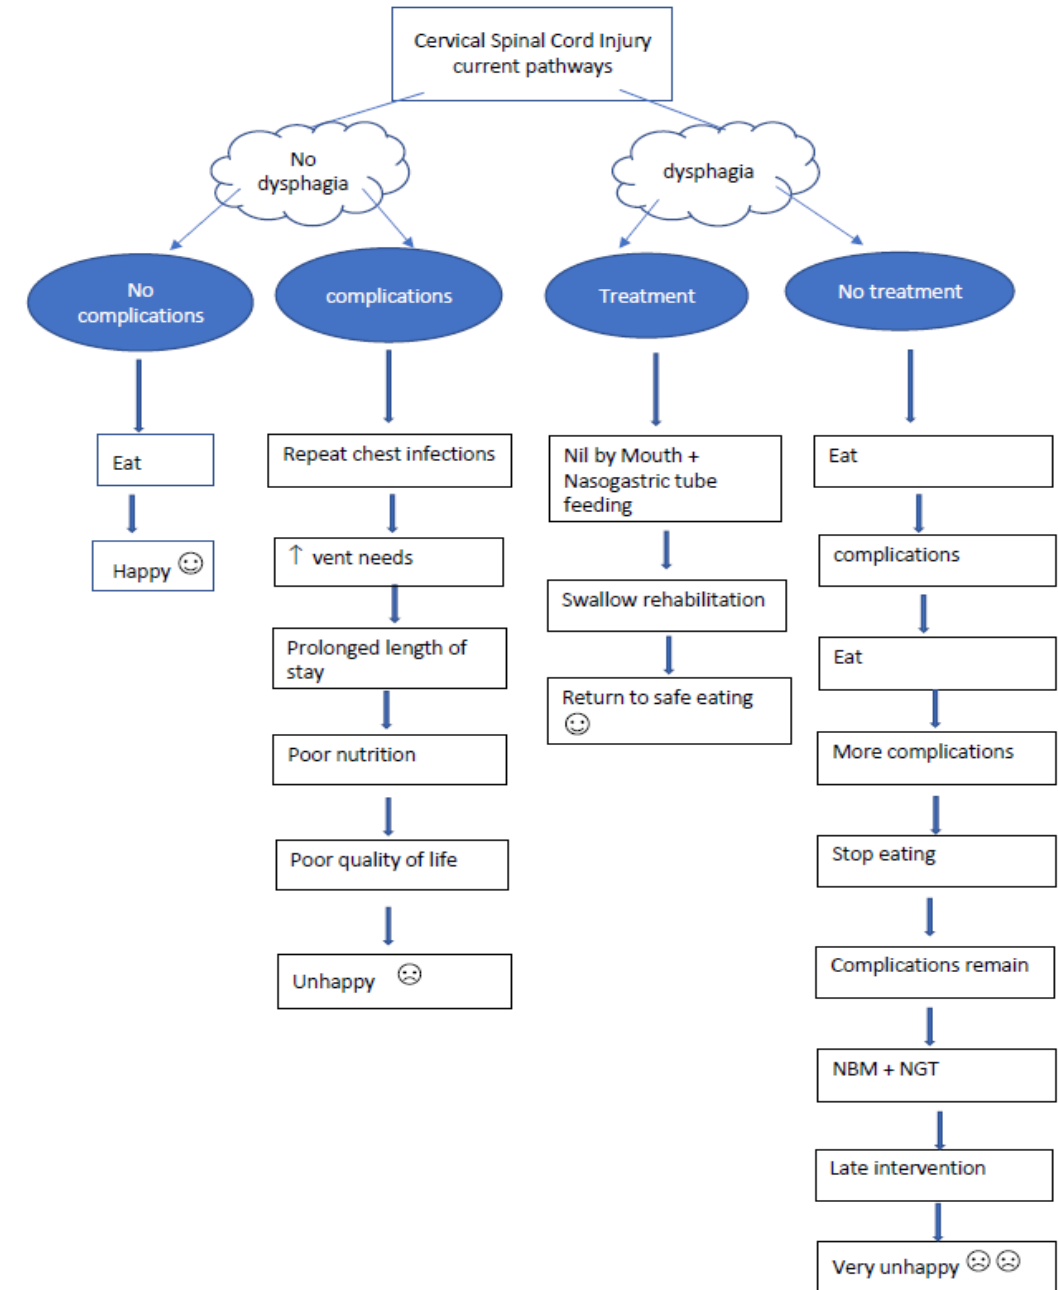 Cervical Spinal Cord Injury
current pathways
No
dysphagia
dysphagia
No
complications
complications
Treatment
No treatment
Eat
Happy ☺
Repeat chest infections
↑ vent needs
Prolonged length of
stay
Poor nutrition
Poor quality of life
Unhappy ☹
Nil by Mouth +
Nasogastric tube
feeding
Swallow rehabilitation
Return to safe eating
☺
Eat
complications
Eat
More complications
Stop eating
Complications remain
NBM + NGT
Late intervention
Very unhappy ☹☹